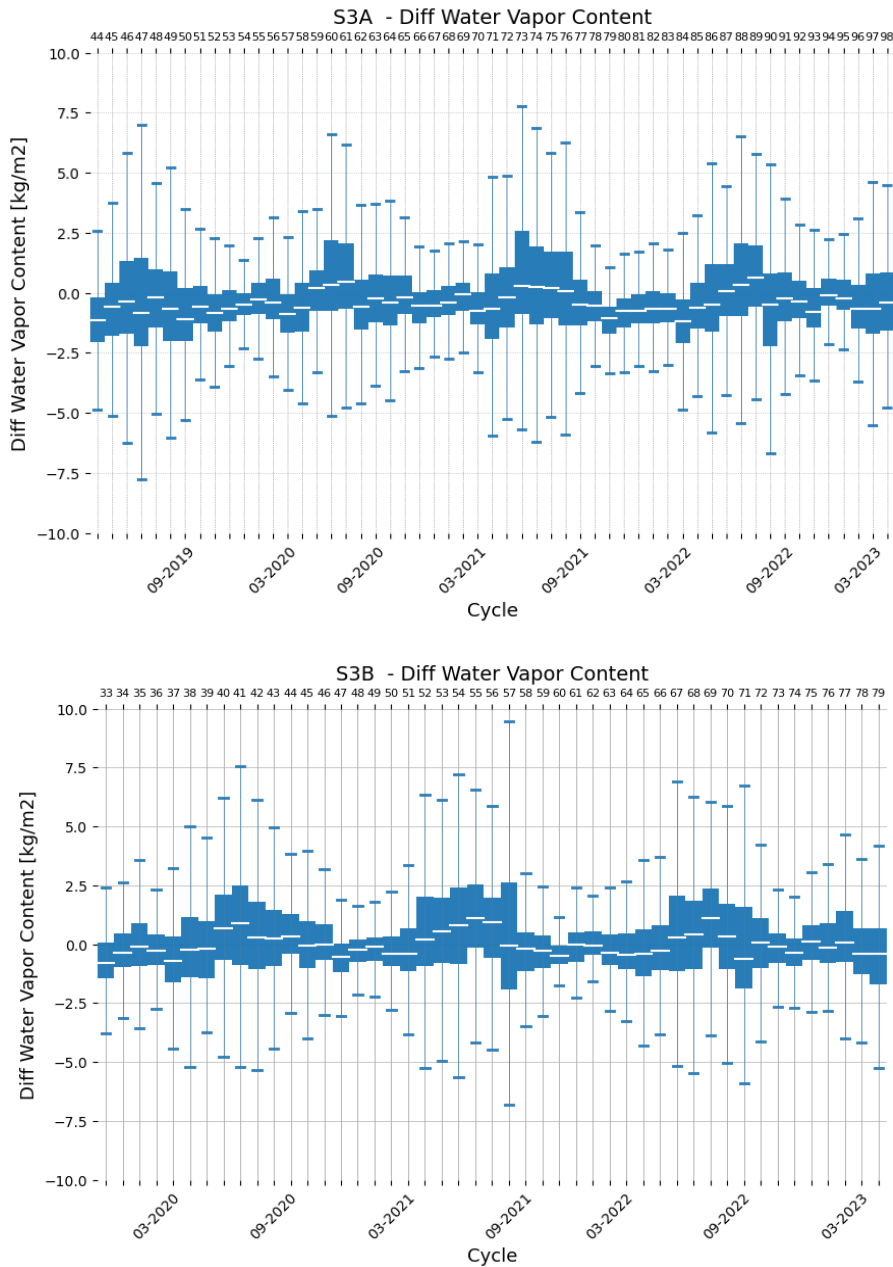 S3A - Diff Water Vapor Content
44 45 46 47 48 49 50 51 52 53 54 55 56 57 58 59 60 61 62 63 64 65 66 67 68 69 70 71 72 73 74 75 76 77 78 79 80 81 82 83 84 85 86 87 88 89 90 91 92 93 94 95 96 97 98
10.0
7.5
5.0
2.5
0.0
−2.5
−5.0
−7.5
−10.0
Diff Water Vapor Content [kg/m2]
09-2019 03-2020 09-2020 03-2021 09-2021 03-2022 09-2022 03-2023
Cycle
S3B - Diff Water Vapor Content
33 34 35 36 37 38 39 40 41 42 43 44 45 46 47 48 49 50 51 52 53 54 55 56 57 58 59 60 61 62 63 64 65 66 67 68 69 70 71 72 73 74 75 76 77 78 79
10.0
7.5
5.0
2.5
0.0
−2.5
−5.0
−7.5
−10.0
Diff Water Vapor Content [kg/m2]
03-2020 09-2020 03-2021 09-2021 03-2022 09-2022 03-2023
Cycle